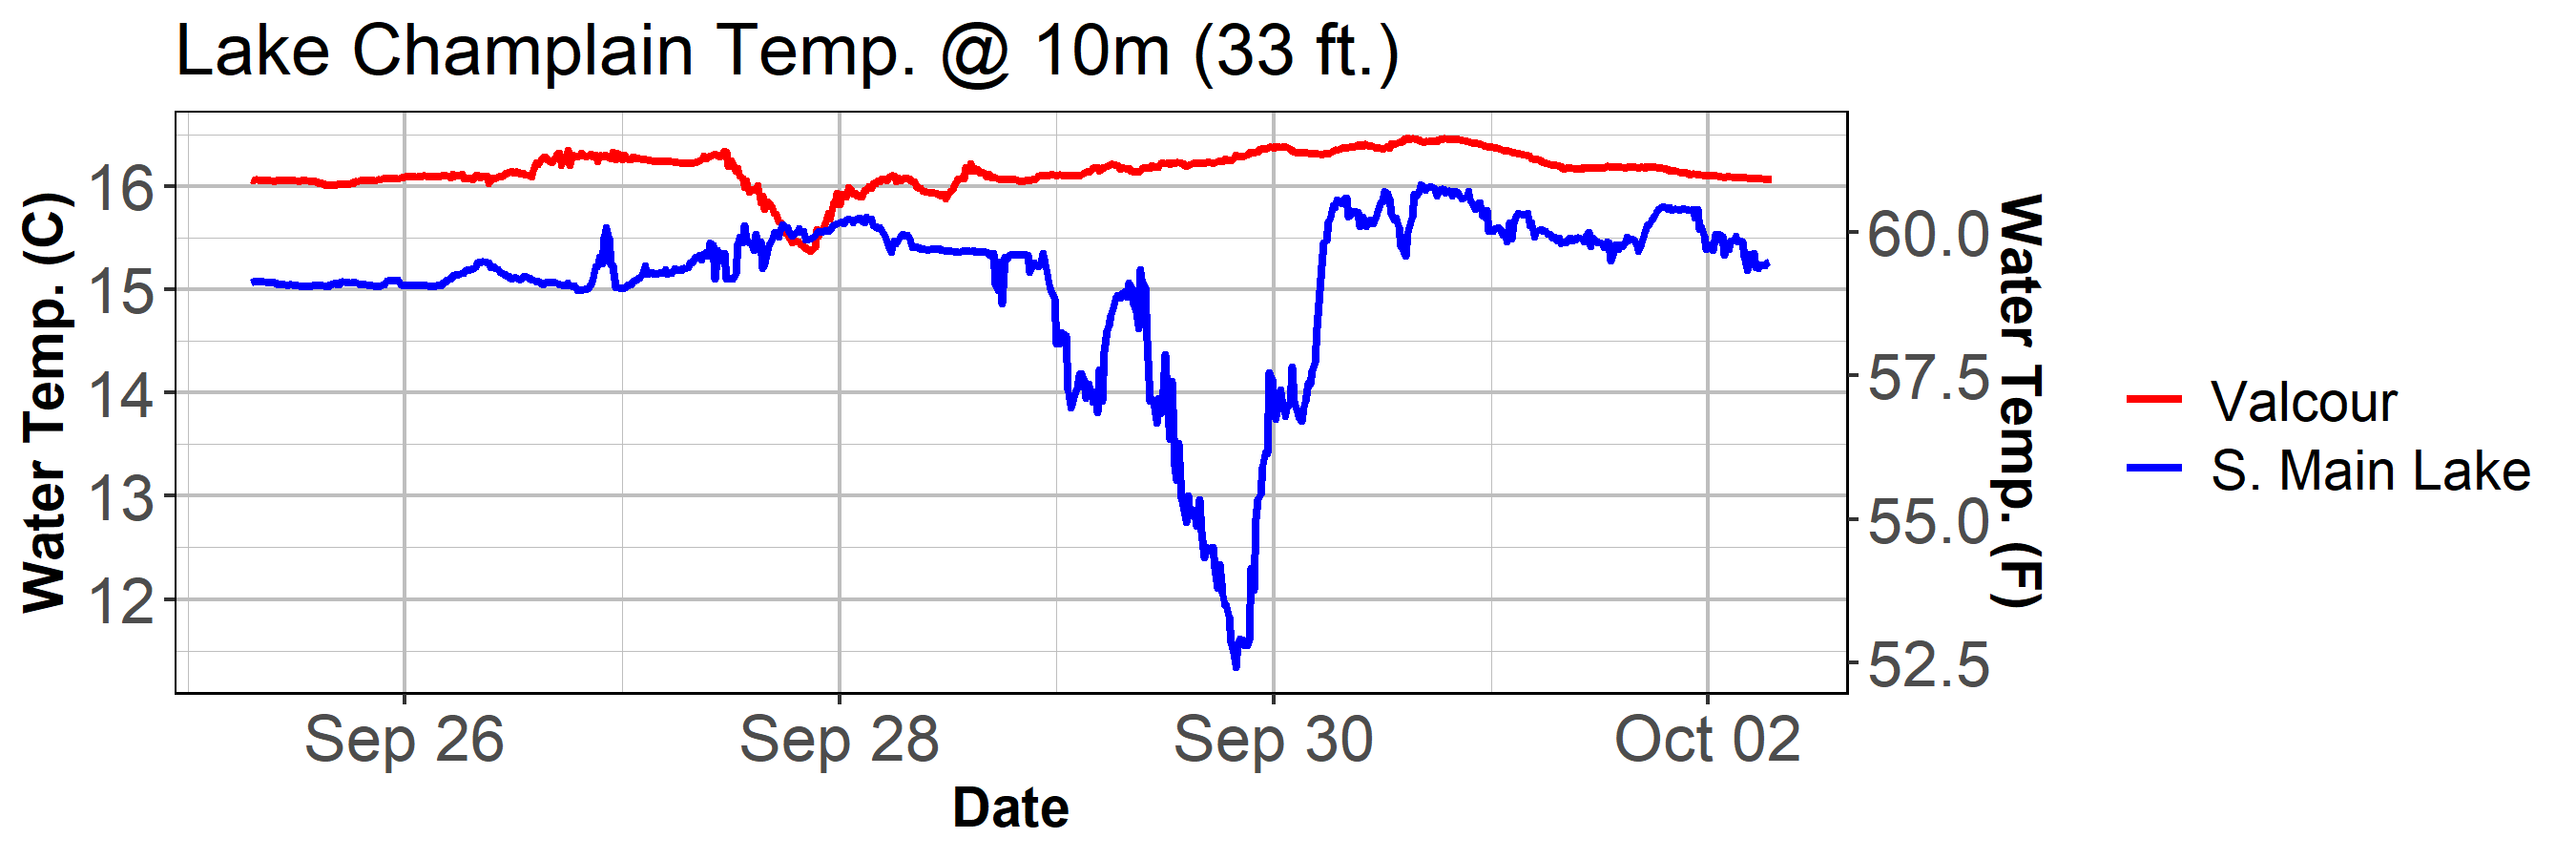 Lake Champlain Temp. @ 10m (33 ft.)
Water Temp. (C)
16
15
14
13
12
60.0
57.5
55.0
52.5
Water Temp. (F)
Sep 26
Sep 28
Sep 30
Oct 02
Date
Valcour
S. Main Lake